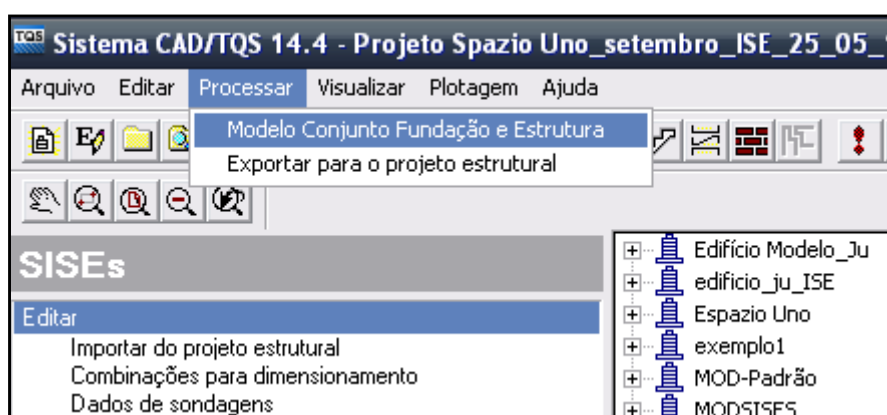 TQS Sistema CAD/TQS 14.4 - Projeto Spazio Uno_setembro_ISE_25_05_
Arquivo Editar Processar Visualizar Plotagem Ajuda
Modelo Conjunto Fundação e Estrutura
Exportar para o projeto estrutural
SISEs
Editar
Importar do projeto estrutural
Combinações para dimensionamento
Dados de sondagens
Edifício Modelo_Ju
edificio_ju_ISE
Espazio Uno
exemplo1
MOD-Padrão
MODSISES